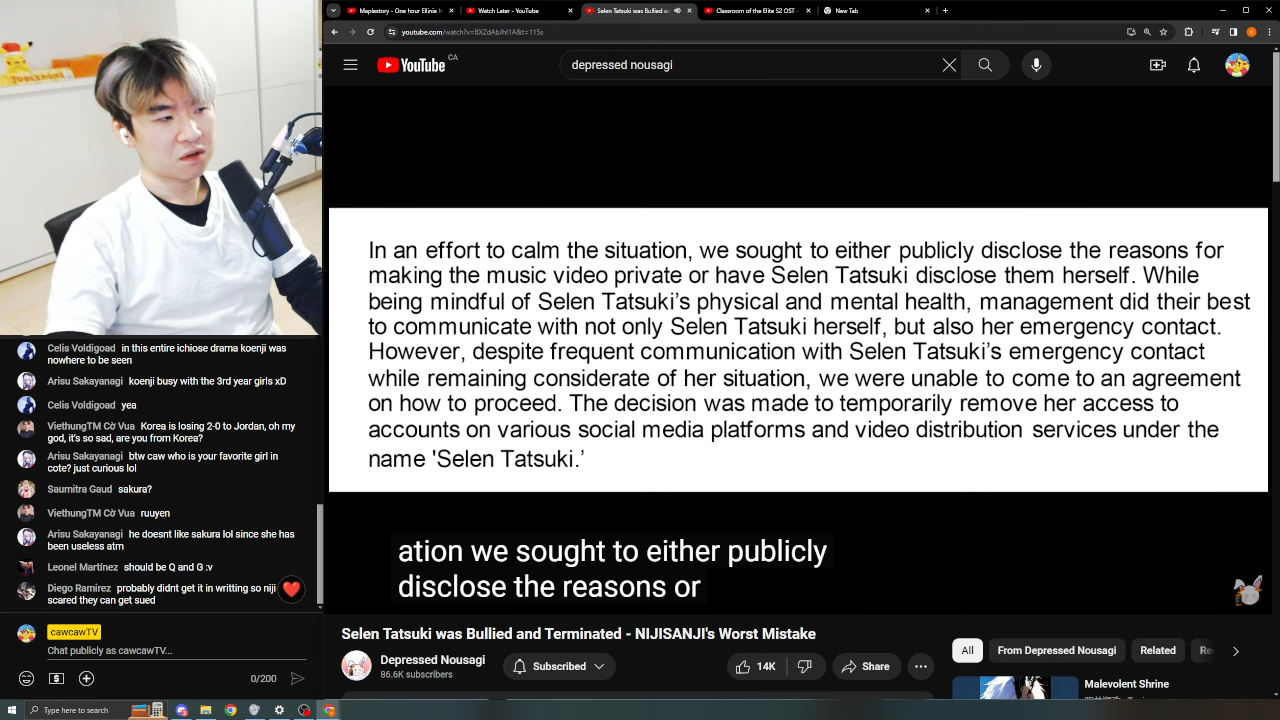 Maplestory - One hour Ellinia
Watch Later - YouTube
Selen Tatsuki was Bullied a
Classroom of the Elite S2 OST -
New Tab
youtube.com/watch?v=8XZdAbJhI1A&t=115s
YouTube CA
depressed nousagi
In an effort to calm the situation, we sought to either publicly disclose the reasons for
making the music video private or have Selen Tatsuki disclose them herself. While
being mindful of Selen Tatsuki’s physical and mental health, management did their best
to communicate with not only Selen Tatsuki herself, but also her emergency contact.
However, despite frequent communication with Selen Tatsuki’s emergency contact
while remaining considerate of her situation, we were unable to come to an agreement
on how to proceed. The decision was made to temporarily remove her access to
accounts on various social media platforms and video distribution services under the
name 'Selen Tatsuki.’
ation we sought to either publicly
disclose the reasons or
Selen Tatsuki was Bullied and Terminated - NIJISANJI's Worst Mistake
Depressed Nousagi
86.6K subscribers
Subscribed
14K
Share
All
From Depressed Nousagi
Related
Malevolent Shrine
Celis Voldigoad in this entire ichiose drama koenji was
nowhere to be seen
Arisu Sakayanagi koenji busy with the 3rd year girls xD
Celis Voldigoad yea
ViethungTM Cờ Vua Korea is losing 2-0 to Jordan, oh my
god, it's so sad, are you from Korea?
Arisu Sakayanagi btw caw who is your favorite girl in
cote? just curious lol
Saumitra Gaud sakura?
ViethungTM Cờ Vua ruuyen
Arisu Sakayanagi he doesnt like sakura lol since she has
been useless atm
Leonel Martínez should be Q and G :v
Diego Ramirez probably didnt get it in writting so niji
scared they can get sued
cawcawTV
Chat publicly as cawcawTV...
0/200
Type here to search